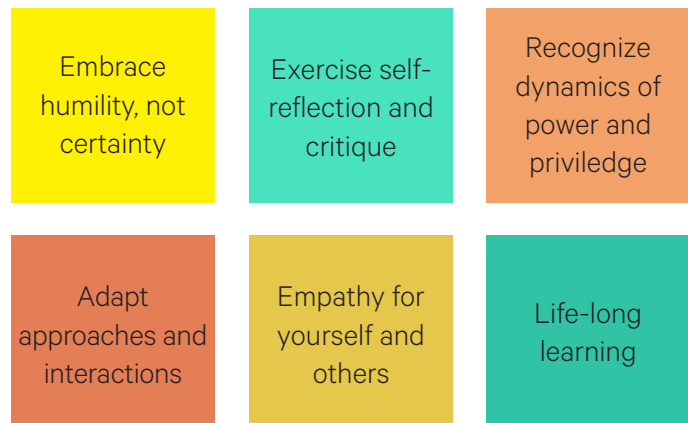 Embrace
humility, not
certainty
Exercise self-
reflection and
critique
Recognize
dynamics of
power and
priviledge
Adapt
approaches and
interactions
Empathy for
yourself and
others
Life-long
learning